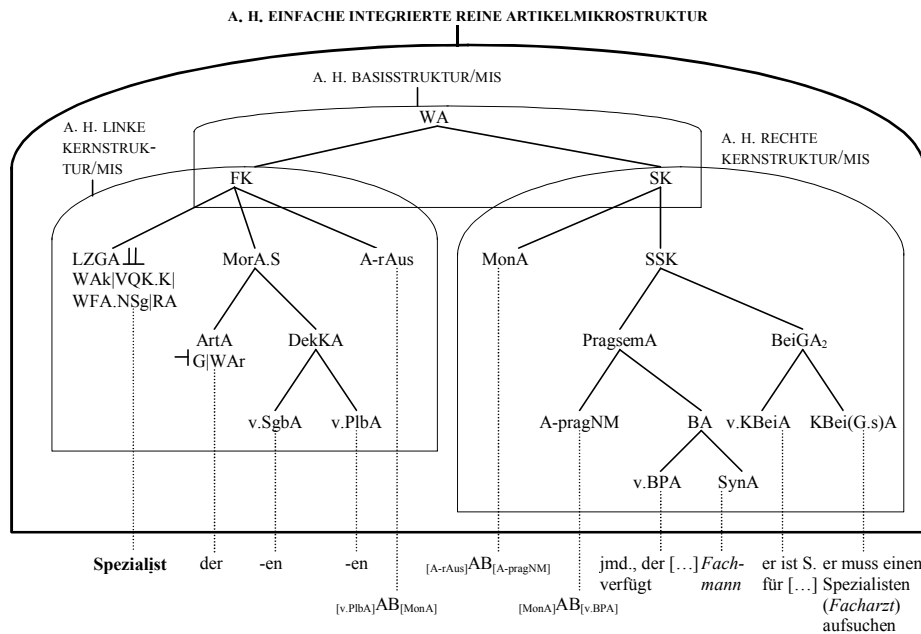 A. H. EINFACHE INTEGRIERTE REINE ARTIKELMIKROSTRUKTUR
A. H. BASISSTRUKTUR/MIS
WA
A. H. LINKE
KERNSTRUK-
TUR/MIS
A. H. RECHTE
KERNSTRUKTUR/MIS
FK SK
LZGA ⅃⅃ MorA.S A-rAus MonA SSK
WAk|VQK.K|
WFA.NSg|RA
ArtA DekKA PragsemA BeiGA₂
⊣ G|WAr
v.SgbA v.PlbA A-pragNM BA v.KBeiA KBei(G.s)A
v.BPA SynA
Spezialist der -en -en [A-rAus]AB[A-pragNM] jmd., der […] Fach- er ist S. er muss einen
verfügt mann für […] Spezialisten
(Facharzt)
[v.PlbA]AB[MonA] [MonA]AB[v.BPA] aufsuchen